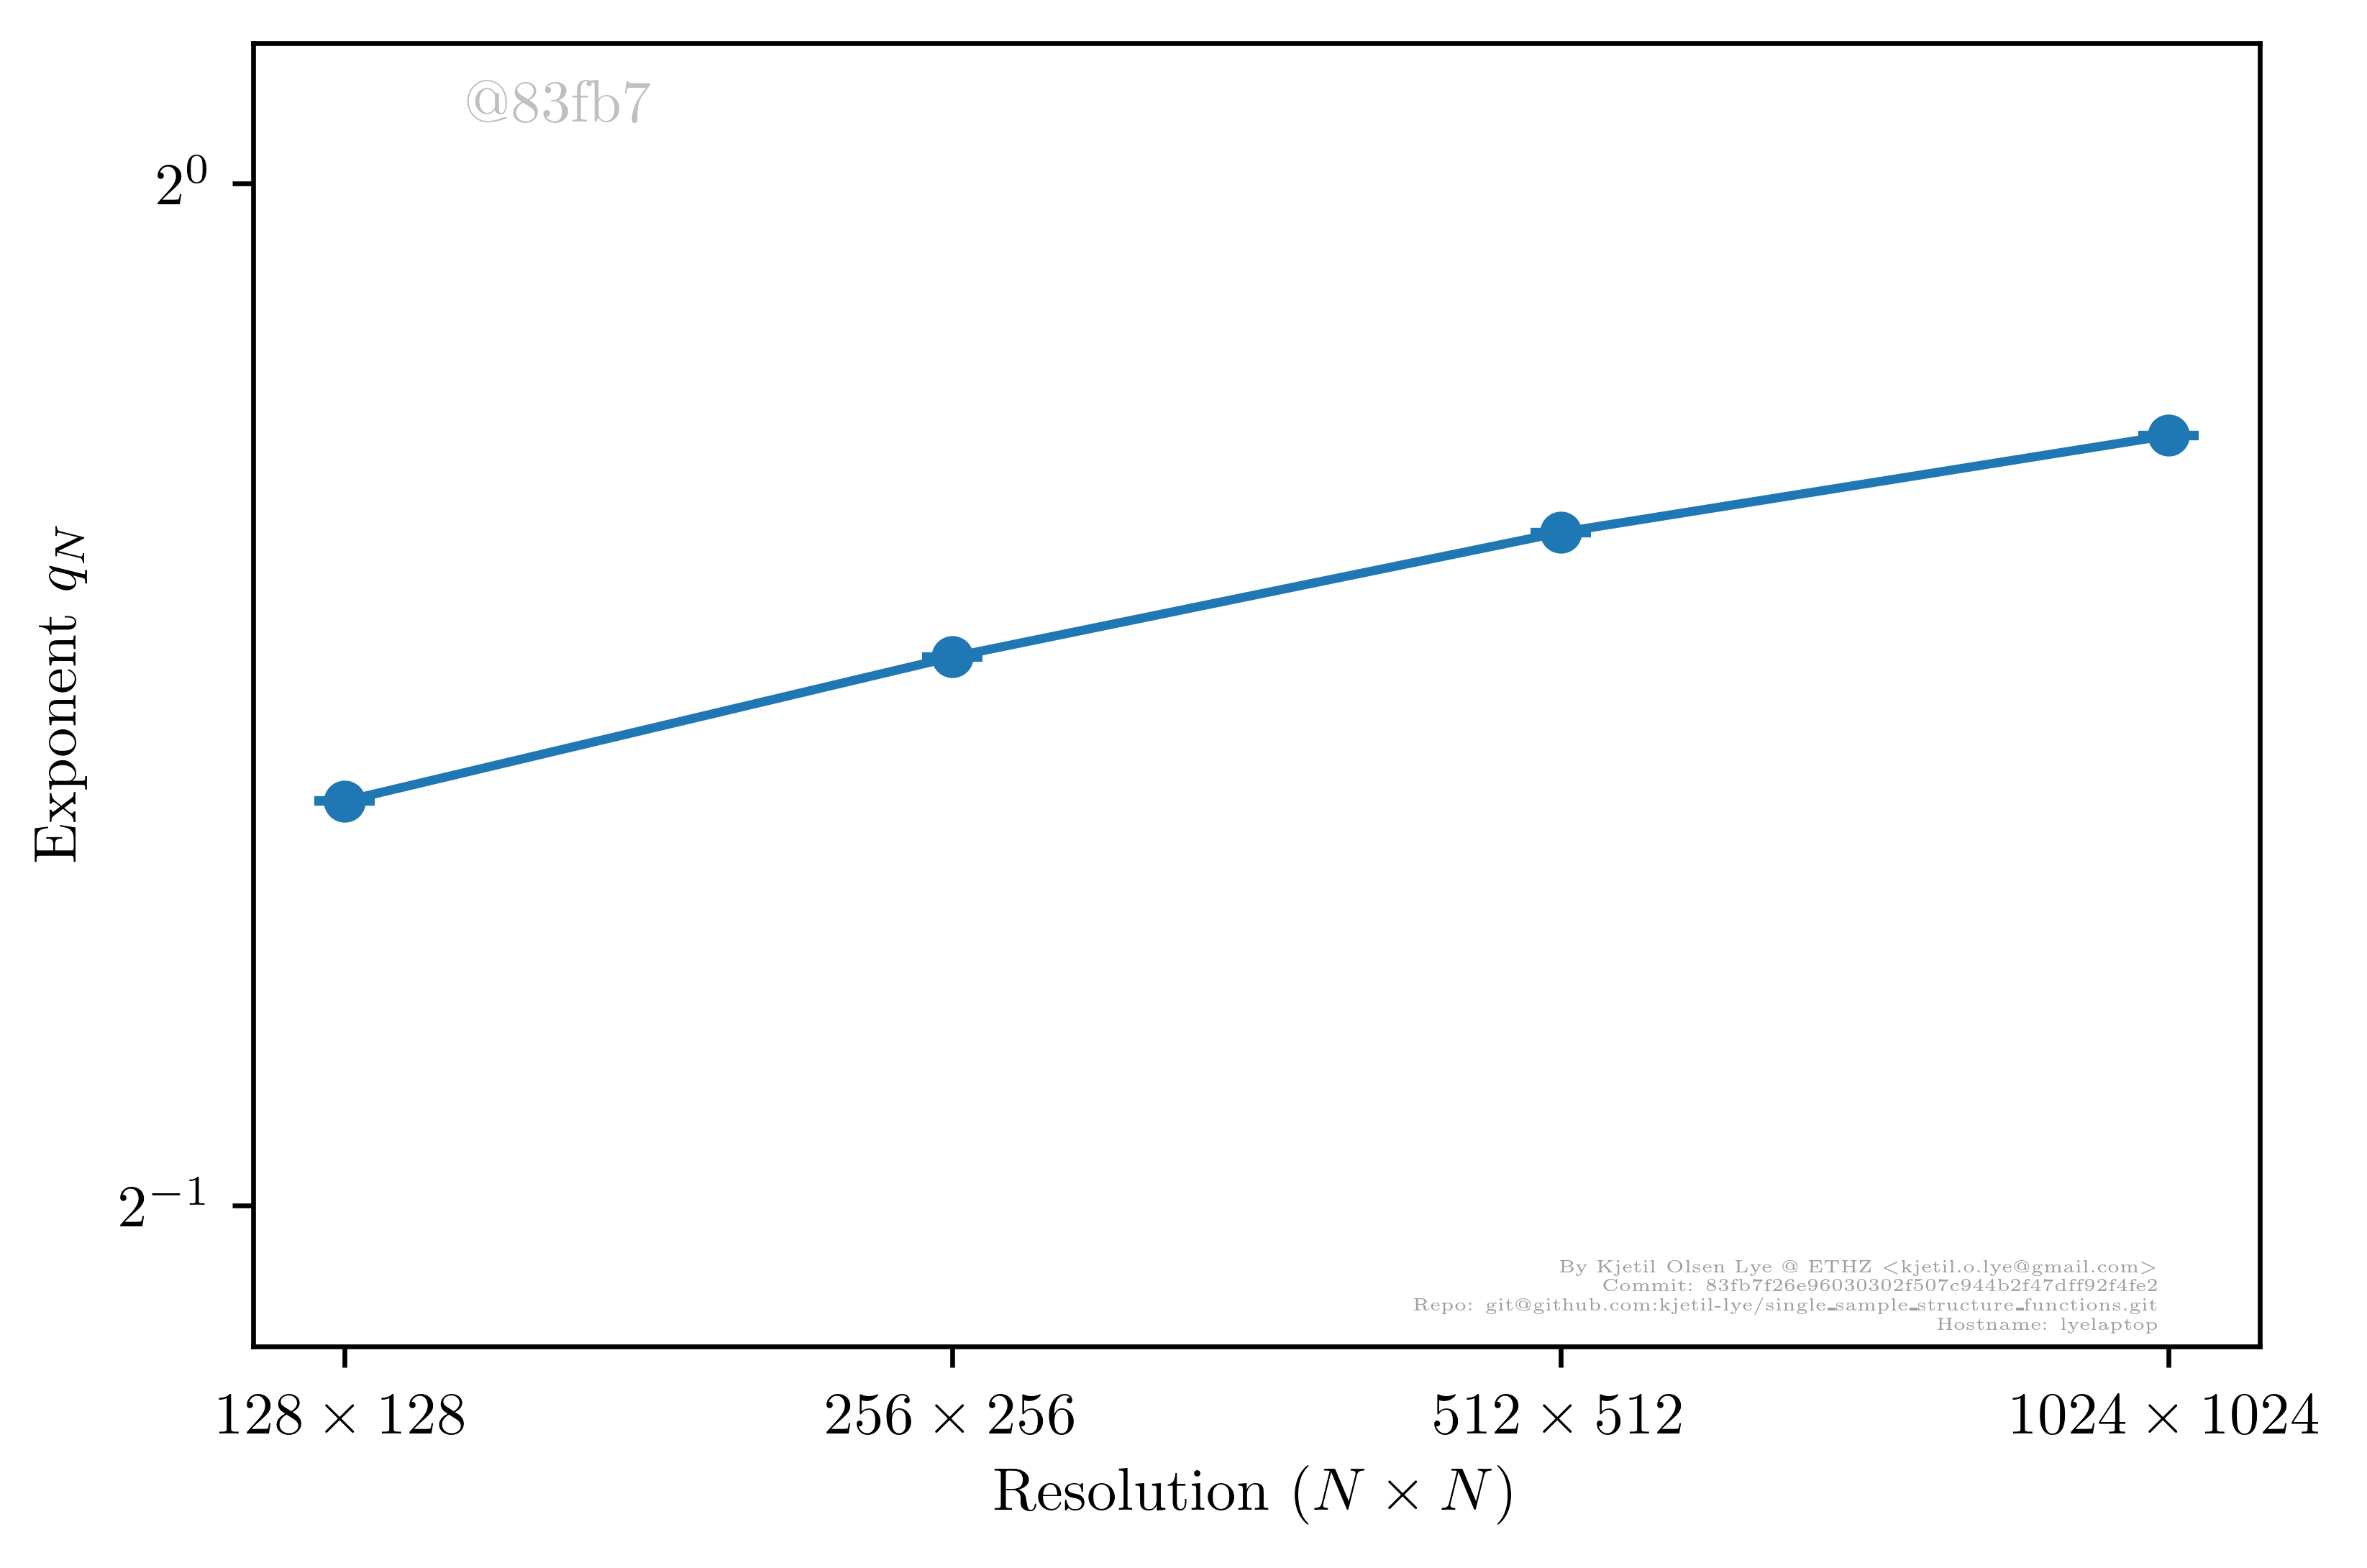 @83fb7
2^0
Exponent q_N
2^{-1}
By Kjetil Olsen Lye @ ETHZ <kjetil.o.lye@gmail.com>
Commit: 83fb7f26e96030302f507c944b2f47dff92f4fe2
Repo: git@github.com:kjetil-lye/single_sample_structure_functions.git
Hostname: lyelaptop
128 × 128
256 × 256
512 × 512
1024 × 1024
Resolution (N × N)